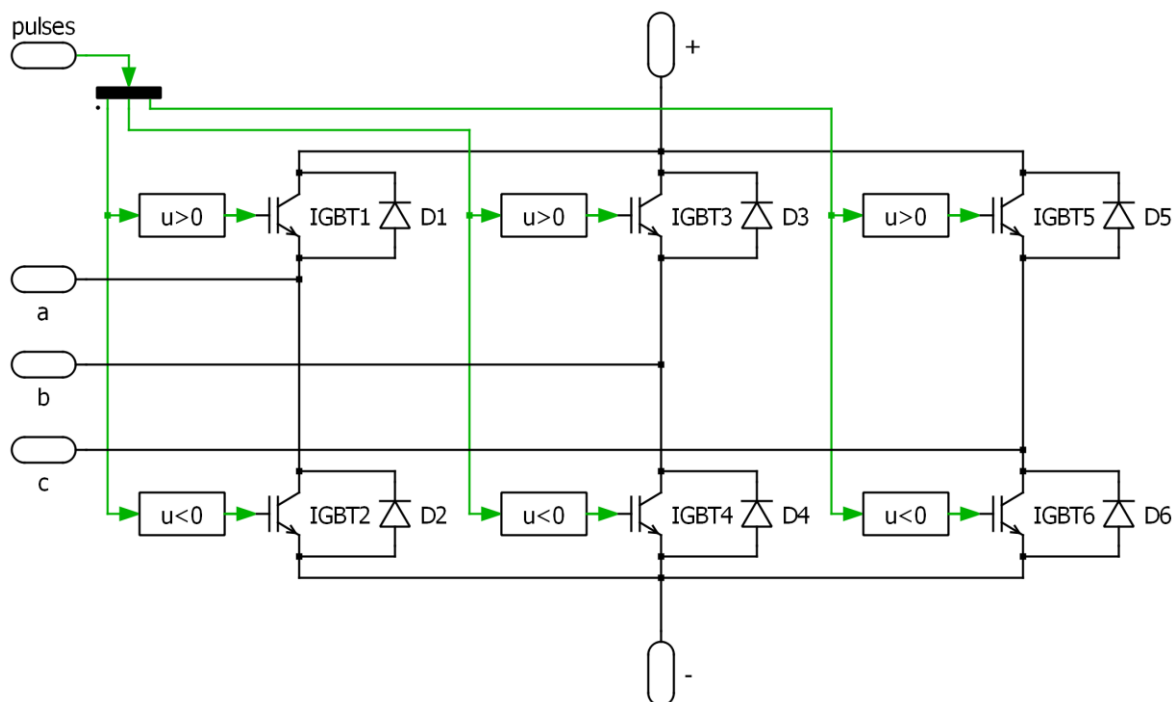 pulses
+
u>0
IGBT1
D1
u>0
IGBT3
D3
u>0
IGBT5
D5
a
b
c
u<0
IGBT2
D2
u<0
IGBT4
D4
u<0
IGBT6
D6
-